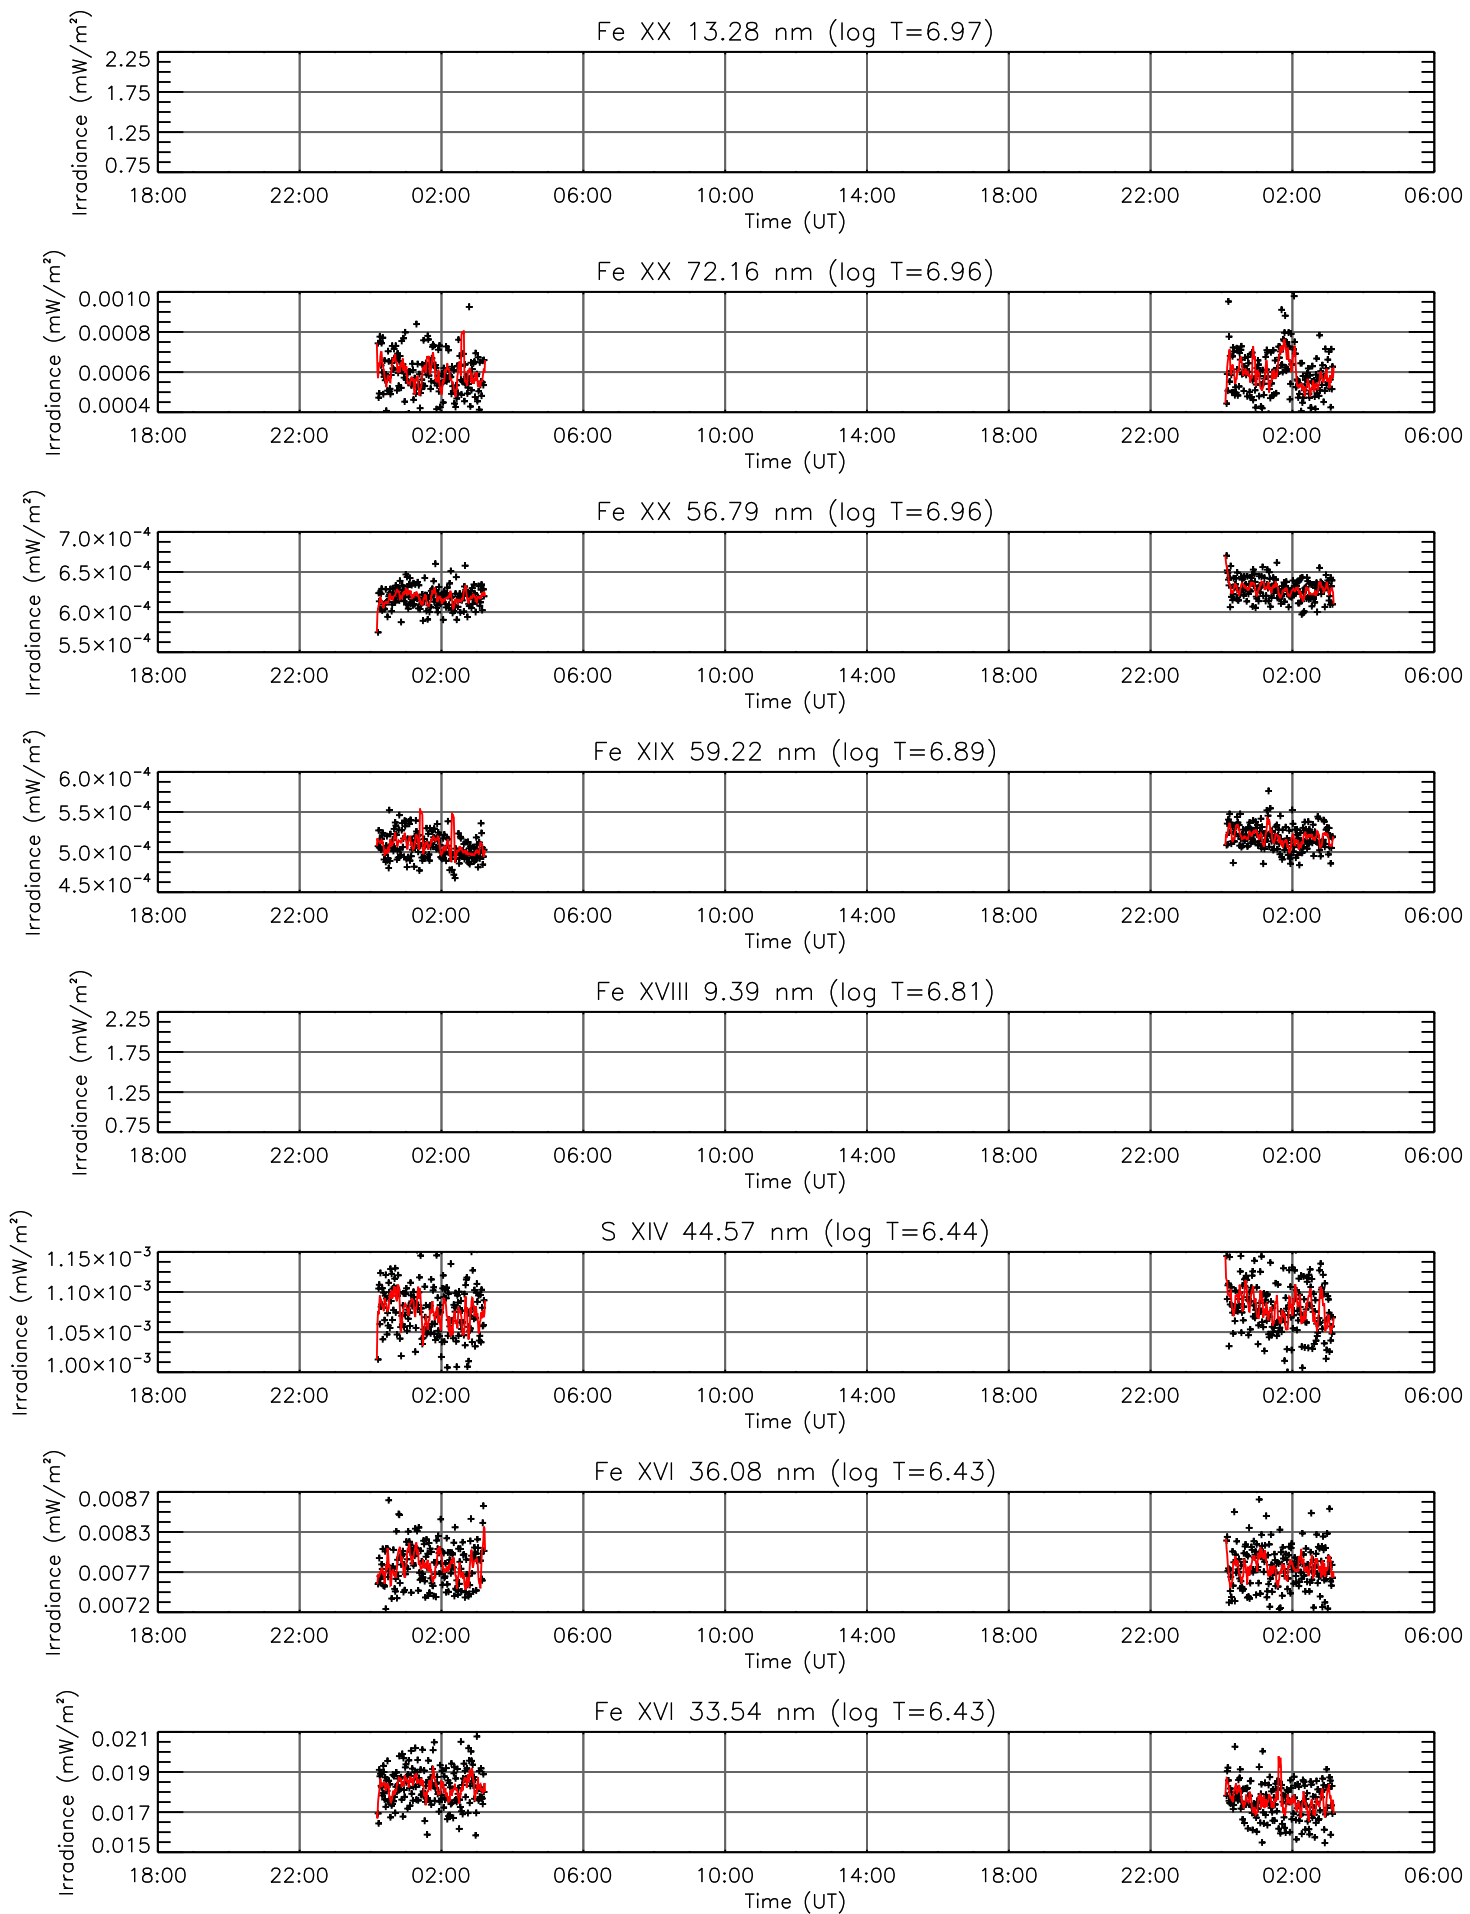 Fe XX 13.28 nm (log T=6.97)
Irradiance (mW/m²)
2.25
1.75
1.25
0.75
18:00 22:00 02:00 06:00 10:00 14:00 18:00 22:00 02:00 06:00
Time (UT)
Fe XX 72.16 nm (log T=6.96)
Irradiance (mW/m²)
0.0010
0.0008
0.0006
0.0004
18:00 22:00 02:00 06:00 10:00 14:00 18:00 22:00 02:00 06:00
Time (UT)
Fe XX 56.79 nm (log T=6.96)
Irradiance (mW/m²)
7.0×10⁻⁴
6.5×10⁻⁴
6.0×10⁻⁴
5.5×10⁻⁴
18:00 22:00 02:00 06:00 10:00 14:00 18:00 22:00 02:00 06:00
Time (UT)
Fe XIX 59.22 nm (log T=6.89)
Irradiance (mW/m²)
6.0×10⁻⁴
5.5×10⁻⁴
5.0×10⁻⁴
4.5×10⁻⁴
18:00 22:00 02:00 06:00 10:00 14:00 18:00 22:00 02:00 06:00
Time (UT)
Fe XVIII 9.39 nm (log T=6.81)
Irradiance (mW/m²)
2.25
1.75
1.25
0.75
18:00 22:00 02:00 06:00 10:00 14:00 18:00 22:00 02:00 06:00
Time (UT)
S XIV 44.57 nm (log T=6.44)
Irradiance (mW/m²)
1.15×10⁻³
1.10×10⁻³
1.05×10⁻³
1.00×10⁻³
18:00 22:00 02:00 06:00 10:00 14:00 18:00 22:00 02:00 06:00
Time (UT)
Fe XVI 36.08 nm (log T=6.43)
Irradiance (mW/m²)
0.0087
0.0083
0.0077
0.0072
18:00 22:00 02:00 06:00 10:00 14:00 18:00 22:00 02:00 06:00
Time (UT)
Fe XVI 33.54 nm (log T=6.43)
Irradiance (mW/m²)
0.021
0.019
0.017
0.015
18:00 22:00 02:00 06:00 10:00 14:00 18:00 22:00 02:00 06:00
Time (UT)